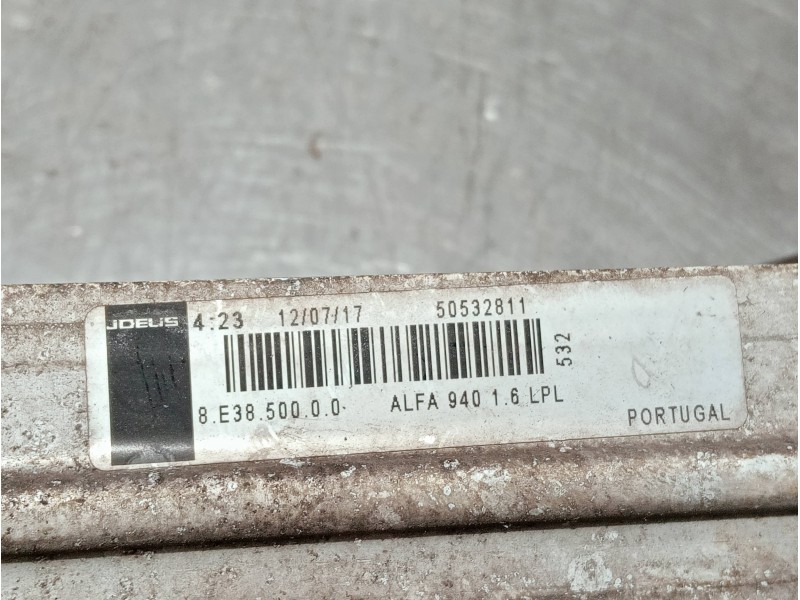 JDEUS 4:23 12/07/17 50532811
532
8.E38.500.0.0 ALFA 940 1.6 LPL
PORTUGAL